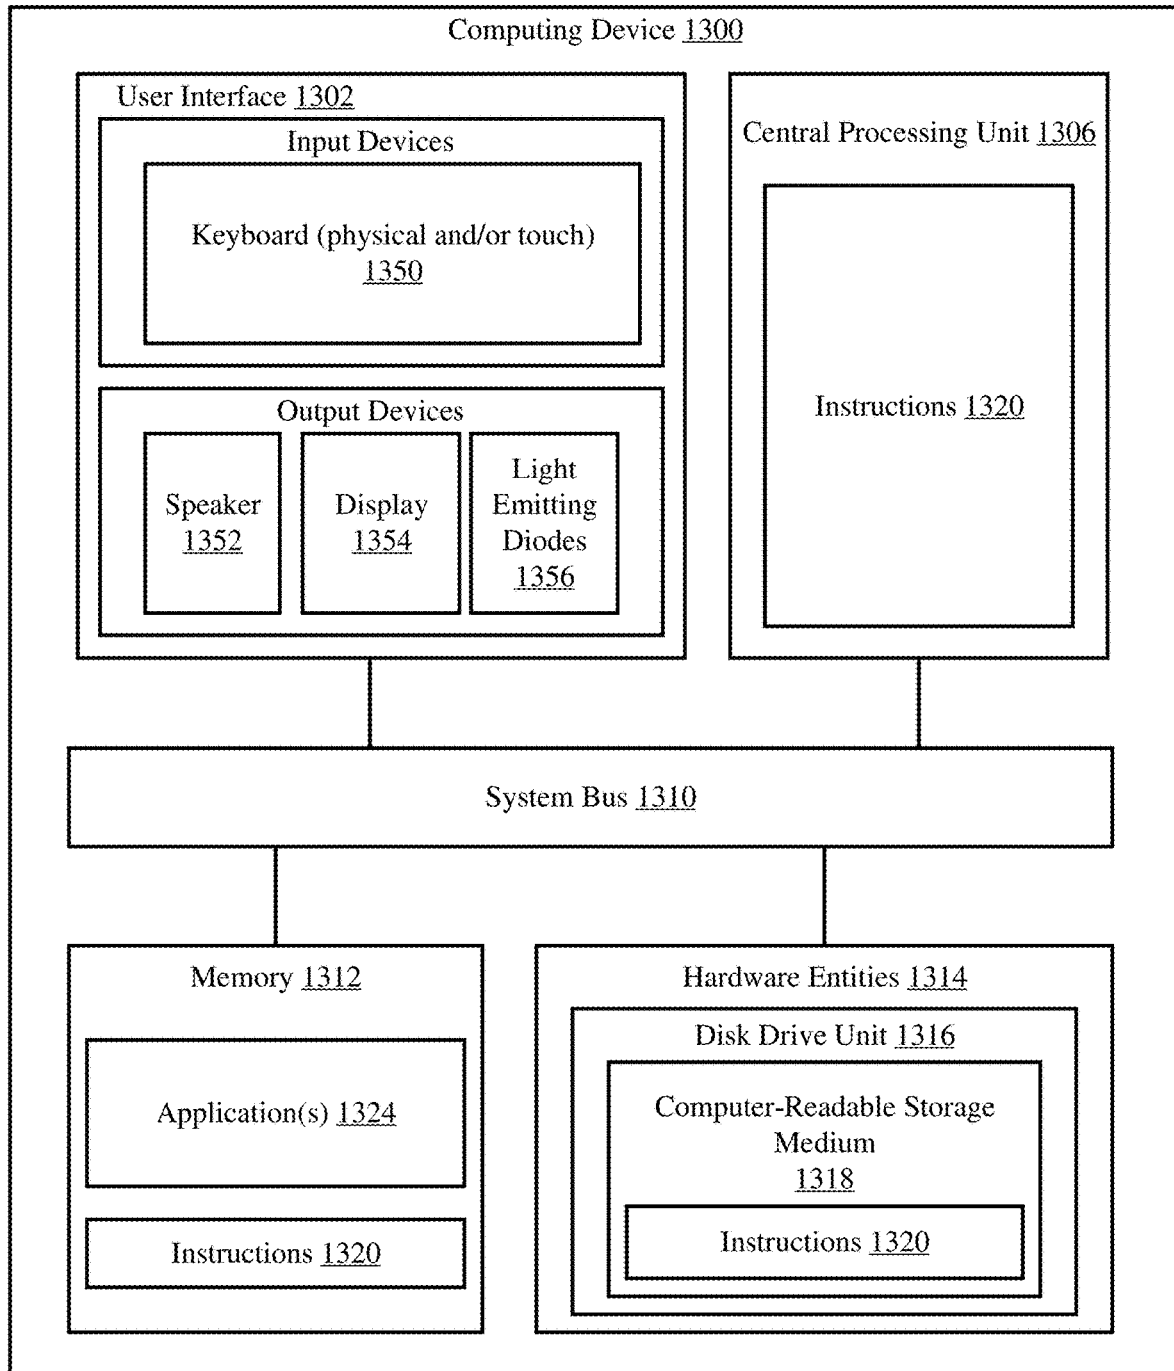 Computing Device 1300
User Interface 1302
Input Devices
Keyboard (physical and/or touch)
1350
Output Devices
Speaker
1352
Display
1354
Light
Emitting
Diodes
1356
Central Processing Unit 1306
Instructions 1320
System Bus 1310
Memory 1312
Application(s) 1324
Instructions 1320
Hardware Entities 1314
Disk Drive Unit 1316
Computer-Readable Storage
Medium
1318
Instructions 1320